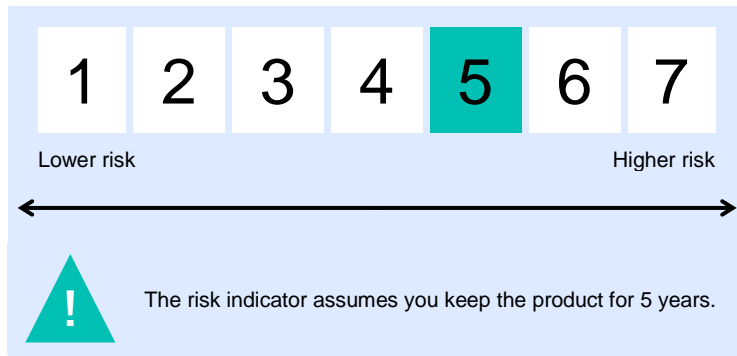 1 2 3 4 5 6 7
Lower risk Higher risk
! The risk indicator assumes you keep the product for 5 years.